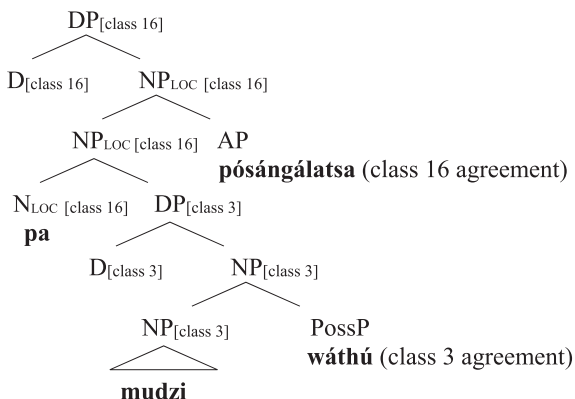 DP[class 16]
D[class 16] NPLOC [class 16]
NPLOC [class 16] AP
pósángálatsa (class 16 agreement)
NLOC [class 16] DP[class 3]
pa
D[class 3] NP[class 3]
NP[class 3] PossP
wáthú (class 3 agreement)
mudzi